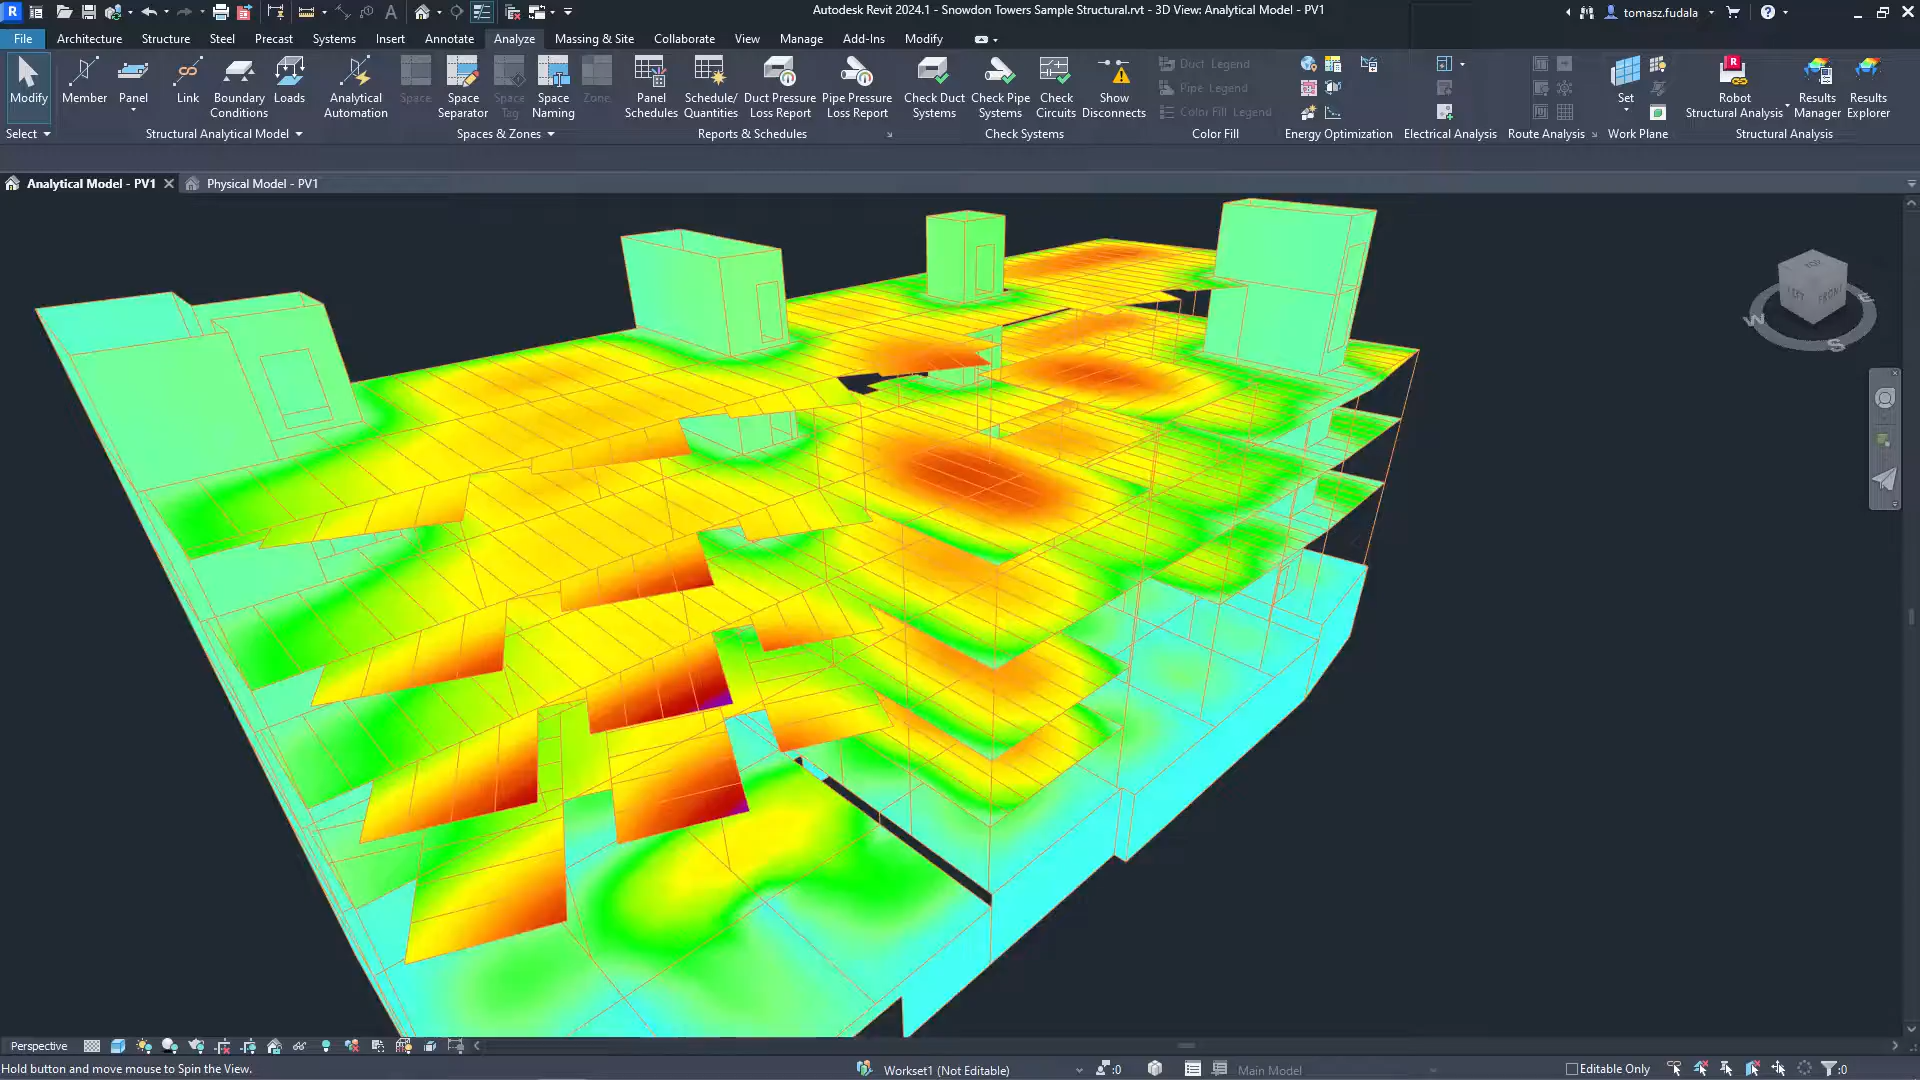 Autodesk Revit 2024.1 - Snowdon Towers Sample Structural.rvt - 3D View: Analytical Model - PV1
tomasz.fudala
File Architecture Structure Steel Precast Systems Insert Annotate Analyze Massing & Site Collaborate View Manage Add-Ins Modify
Modify
Member
Panel
Link
Boundary Conditions
Loads
Analytical Automation
Space
Space Separator
Space Tag
Space Naming
Zone
Panel Schedules
Schedule/ Quantities
Duct Pressure Loss Report
Pipe Pressure Loss Report
Check Duct Systems
Check Pipe Systems
Check Circuits
Show Disconnects
Duct Legend
Pipe Legend
Color Fill Legend
Set
Robot Structural Analysis
Results Manager
Results Explorer
Select
Structural Analytical Model
Spaces & Zones
Reports & Schedules
Check Systems
Color Fill
Energy Optimization
Electrical Analysis
Route Analysis
Work Plane
Structural Analysis
Analytical Model - PV1
Physical Model - PV1
TOP
LEFT
FRONT
W
S
E
Perspective
Hold button and move mouse to Spin the View.
Workset1 (Not Editable)
:0
Main Model
Editable Only
:0